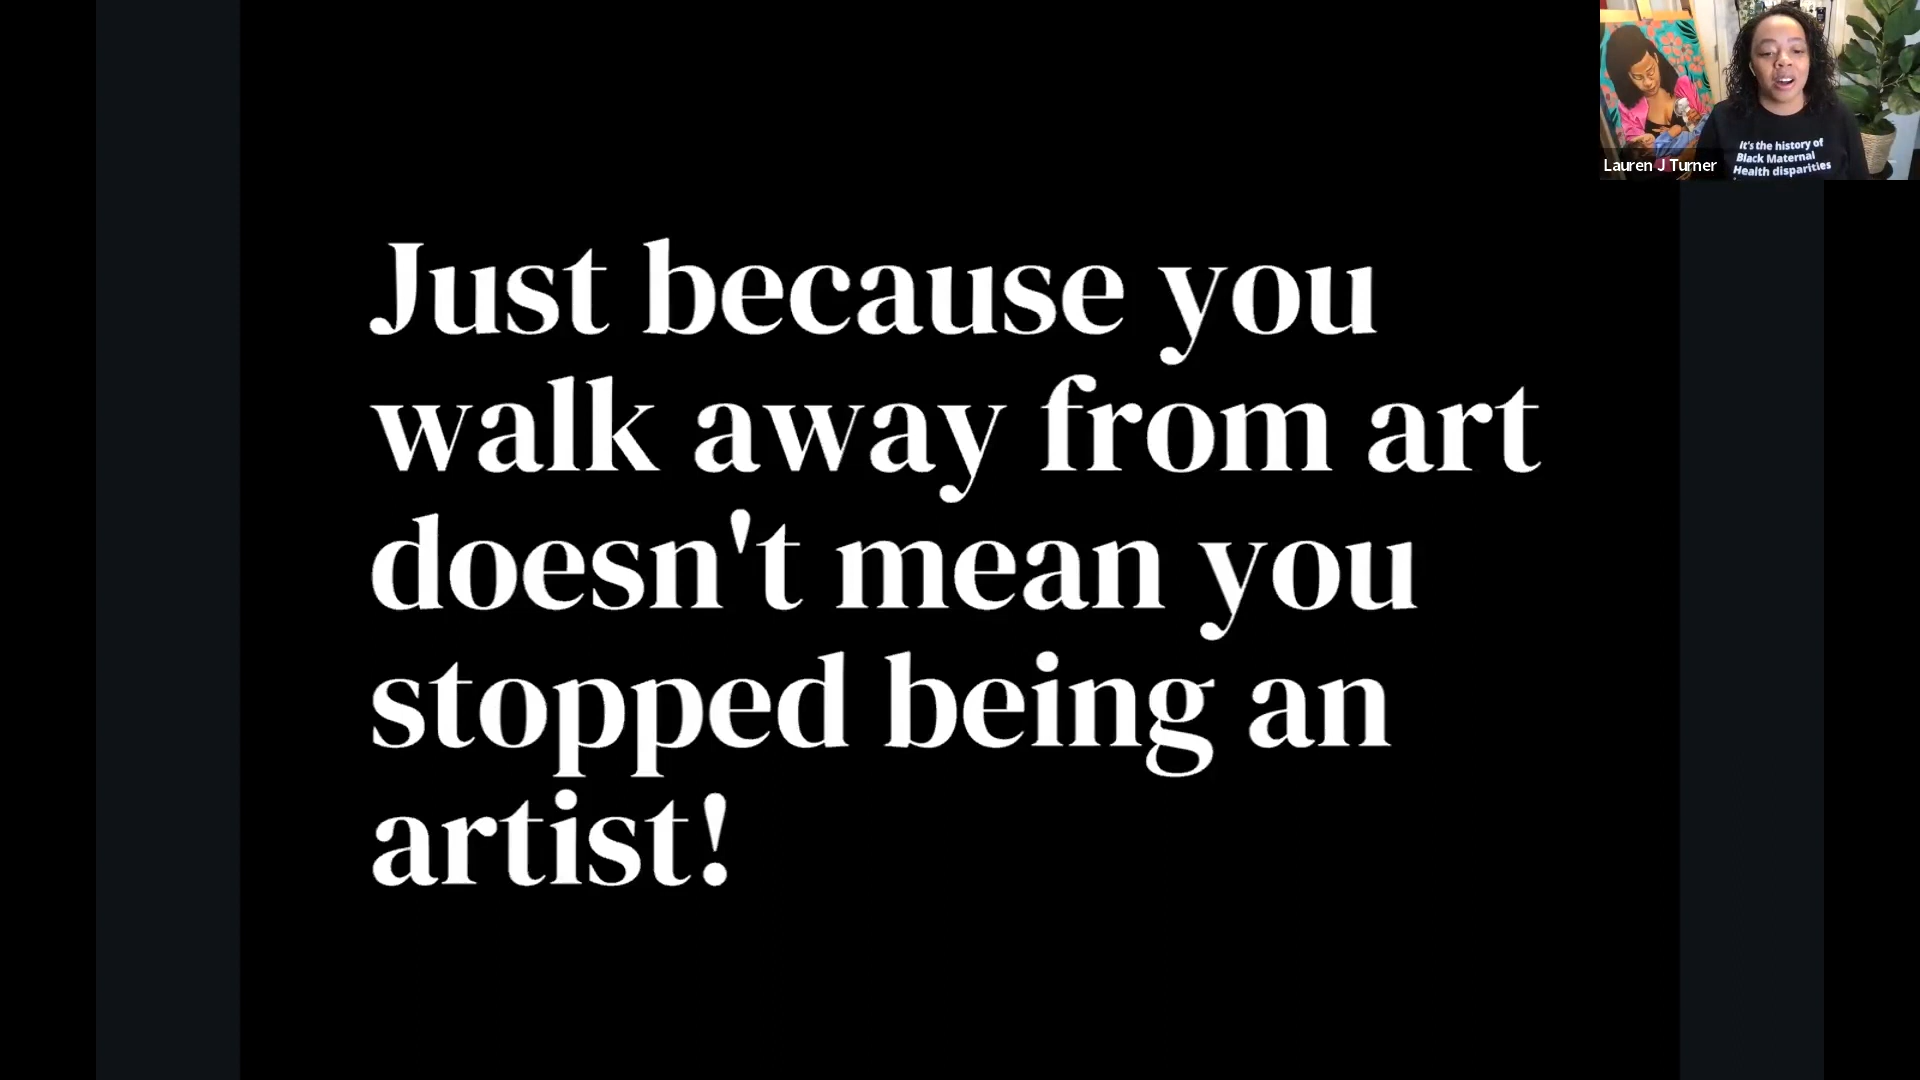 Just because you
walk away from art
doesn't mean you
stopped being an
artist!
Lauren J Turner
It's the history of
Black Maternal
Health disparities